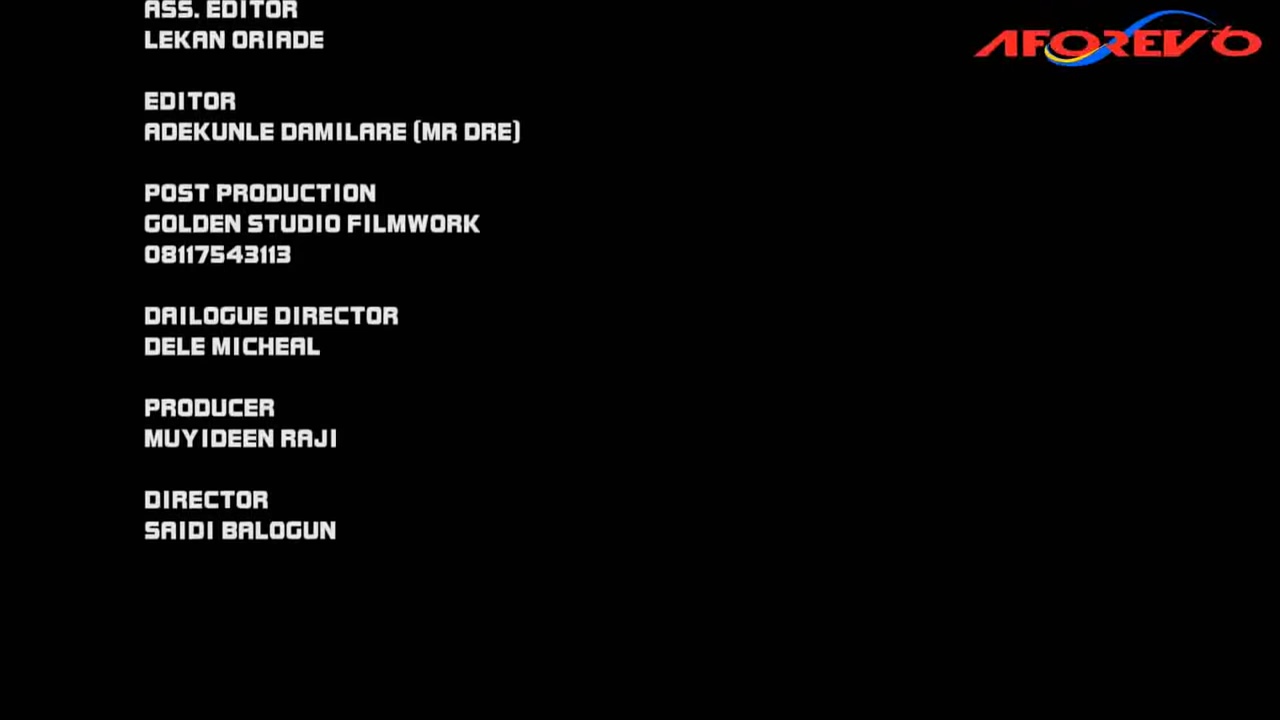 ASS. EDITOR
LEKAN ORIADE
EDITOR
ADEKUNLE DAMILARE (MR DRE)
POST PRODUCTION
GOLDEN STUDIO FILMWORK
08117543113
DAILOGUE DIRECTOR
DELE MICHEAL
PRODUCER
MUYIDEEN RAJI
DIRECTOR
SAIDI BALOGUN
AFOREVO